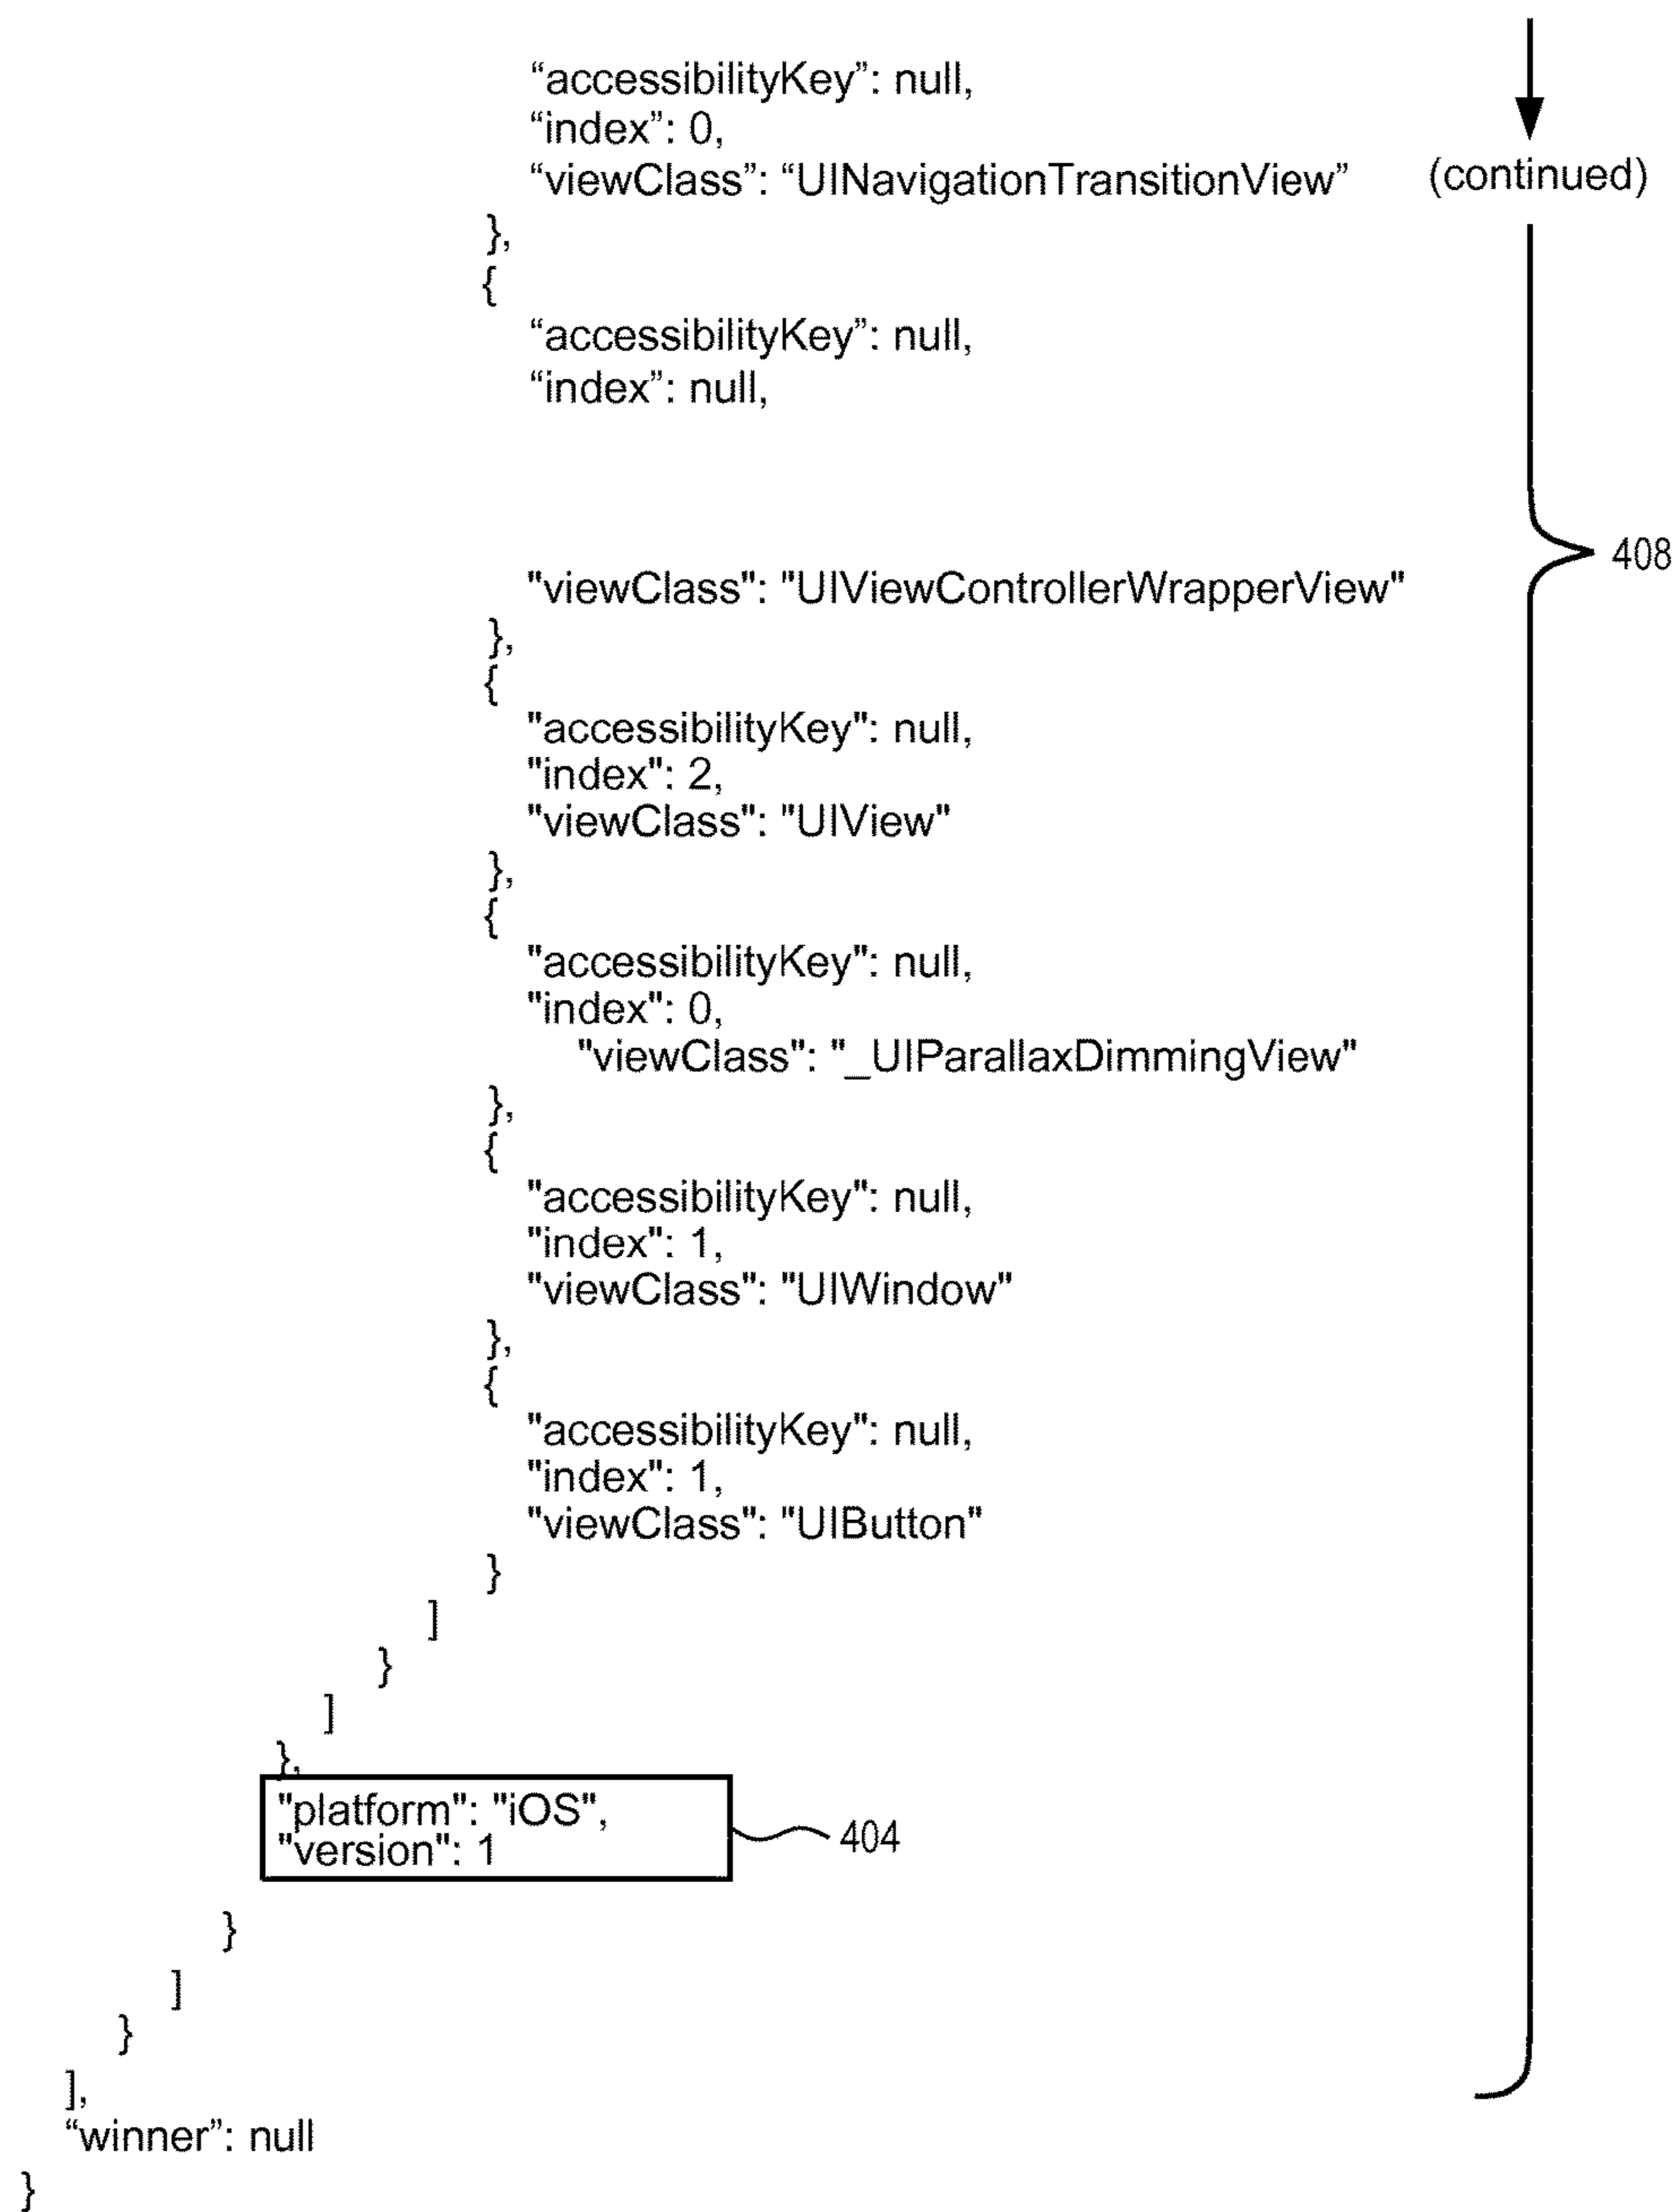 “accessibilityKey”: null,
“index”: 0,
“viewClass”: “UINavigationTransitionView”
(continued)
},
{
“accessibilityKey”: null,
“index”: null,
408
"viewClass": "UIViewControllerWrapperView"
},
{
"accessibilityKey": null,
"index": 2,
"viewClass": "UIView"
},
{
"accessibilityKey": null,
"index": 0,
"viewClass": "_UIParallaxDimmingView"
},
{
"accessibilityKey": null,
"index": 1,
"viewClass": "UIWindow"
},
{
"accessibilityKey": null,
"index": 1,
"viewClass": "UIButton"
}
]
}
]
},
"platform": "iOS",
"version": 1
404
}
]
}
],
“winner”: null
}